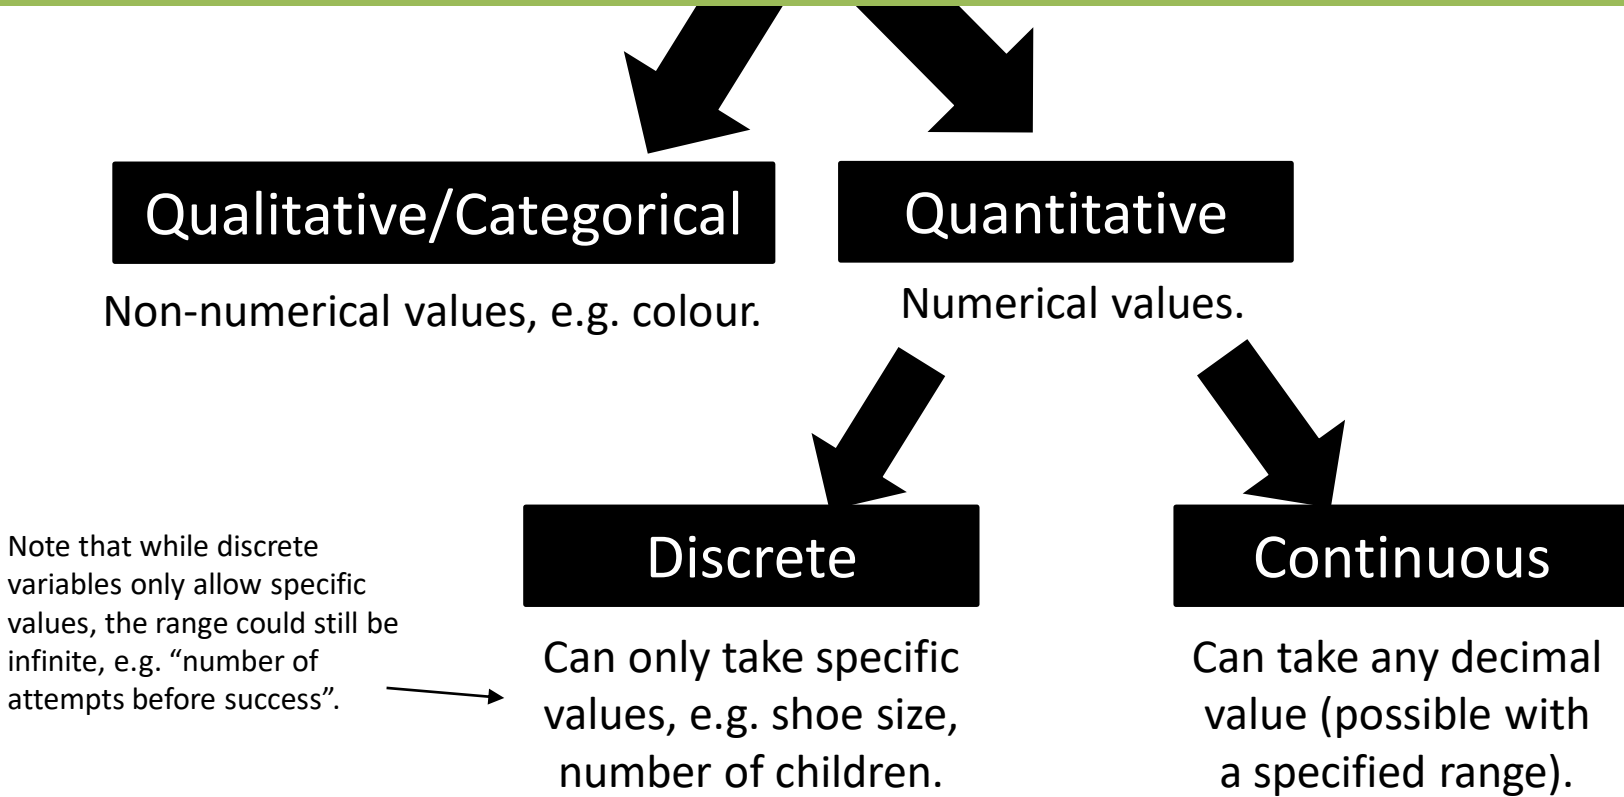 Qualitative/Categorical
Quantitative
Non-numerical values, e.g. colour.
Numerical values.
Note that while discrete
variables only allow specific
values, the range could still be
infinite, e.g. “number of
attempts before success”.
Discrete
Can only take specific
values, e.g. shoe size,
number of children.
Continuous
Can take any decimal
value (possible with
a specified range).